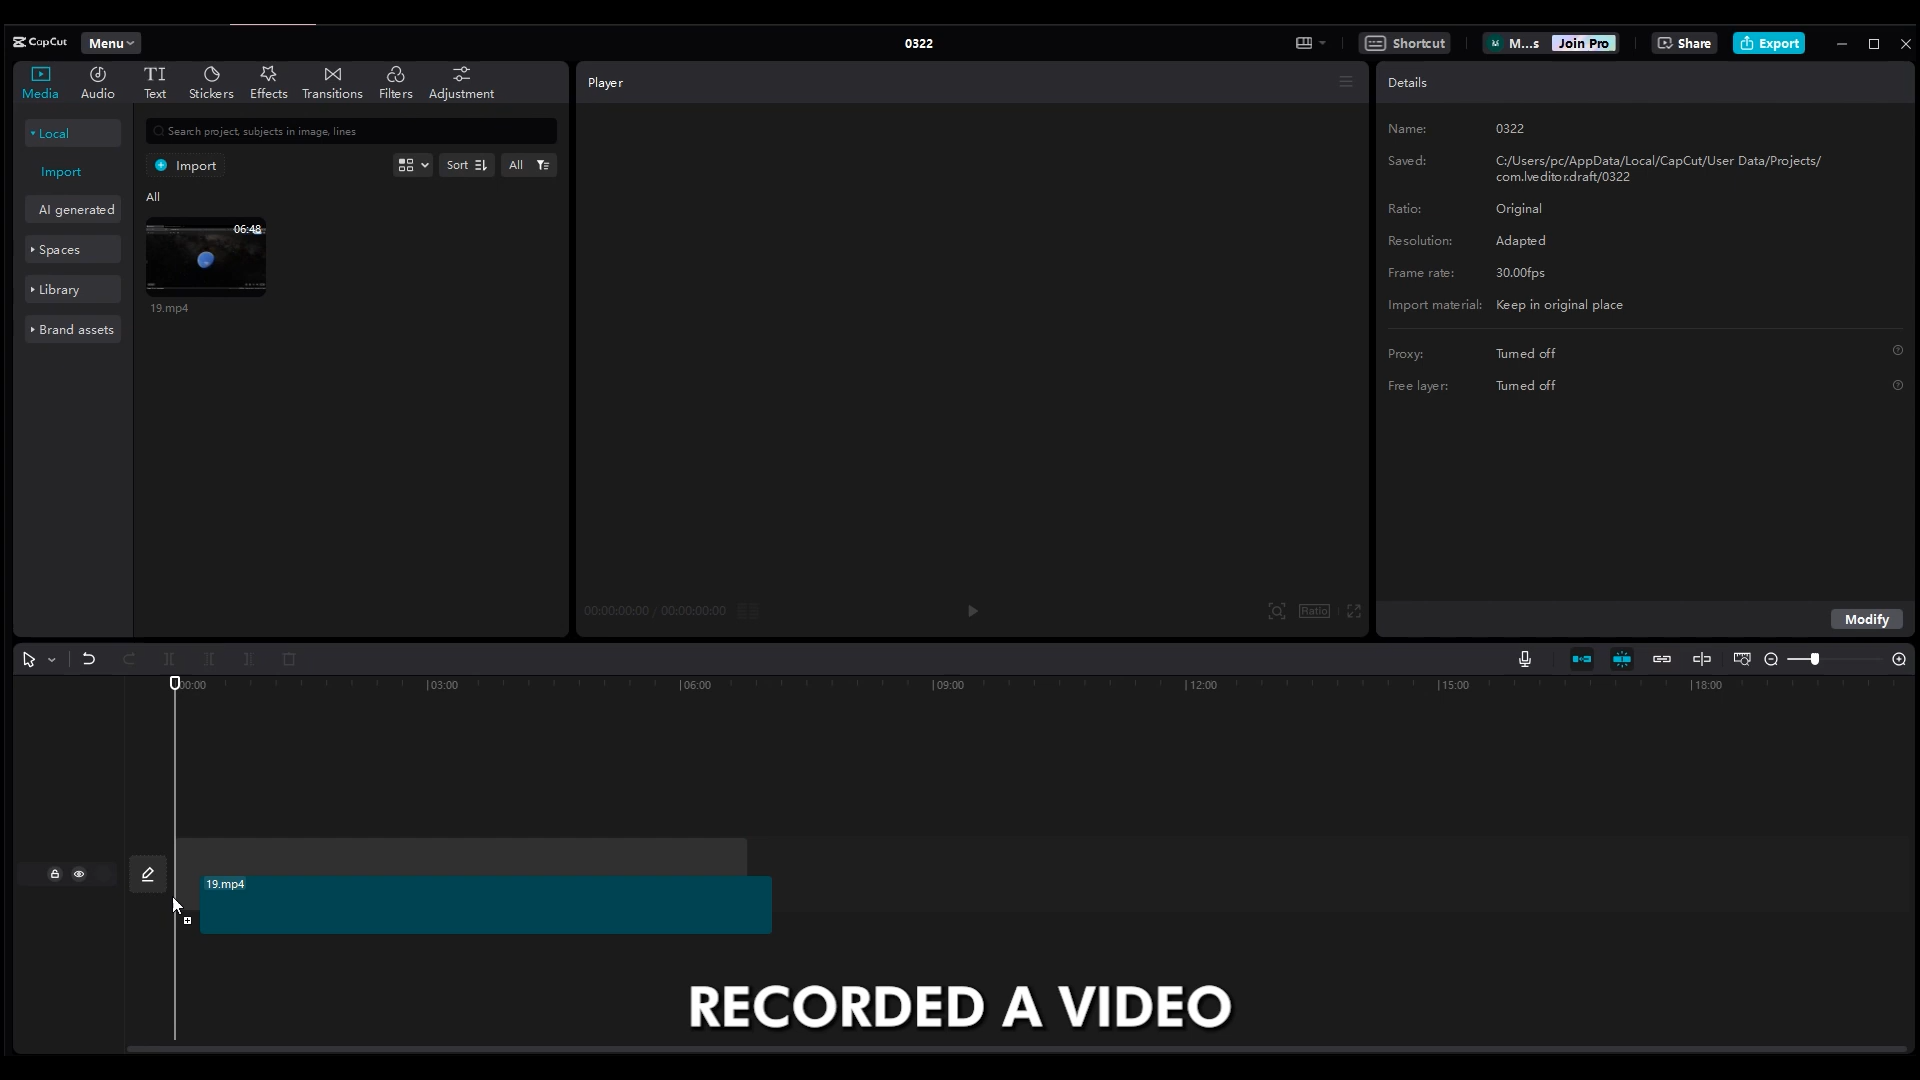 CapCut
Menu
0322
Shortcut
M...s
Join Pro
Share
Export
Media
Audio
Text
Stickers
Effects
Transitions
Filters
Adjustment
Local
Import
AI generated
Spaces
Library
Brand assets
Search project, subjects in image, lines
Import
Sort
All
All
06:48
19.mp4
Player
00:00:00:00 / 00:00:00:00
Ratio
Details
Name: 0322
Saved: C:/Users/pc/AppData/Local/CapCut/User Data/Projects/
com.lveditor.draft/0322
Ratio: Original
Resolution: Adapted
Frame rate: 30.00fps
Import material: Keep in original place
Proxy: Turned off
Free layer: Turned off
Modify
00:00
03:00
06:00
09:00
12:00
15:00
18:00
19.mp4
RECORDED A VIDEO